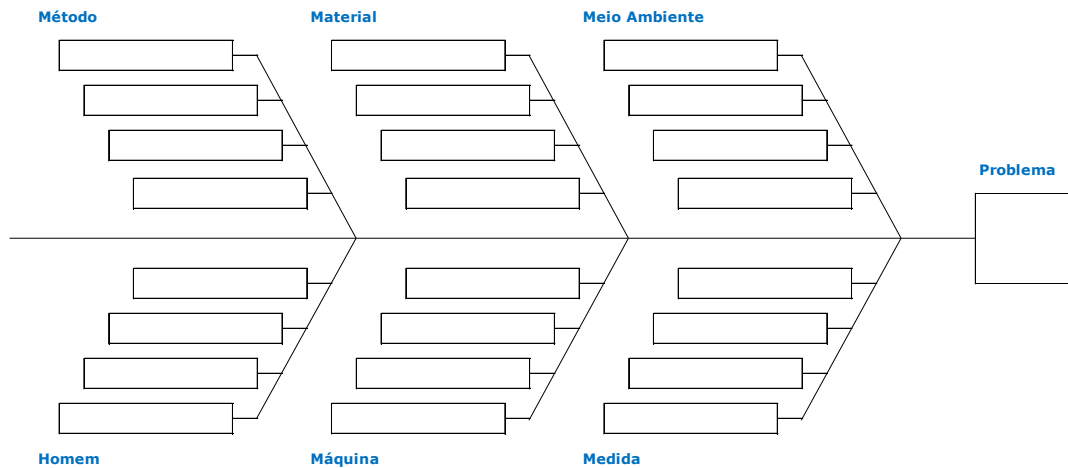 Método
Material
Meio Ambiente
Problema
Homem
Máquina
Medida